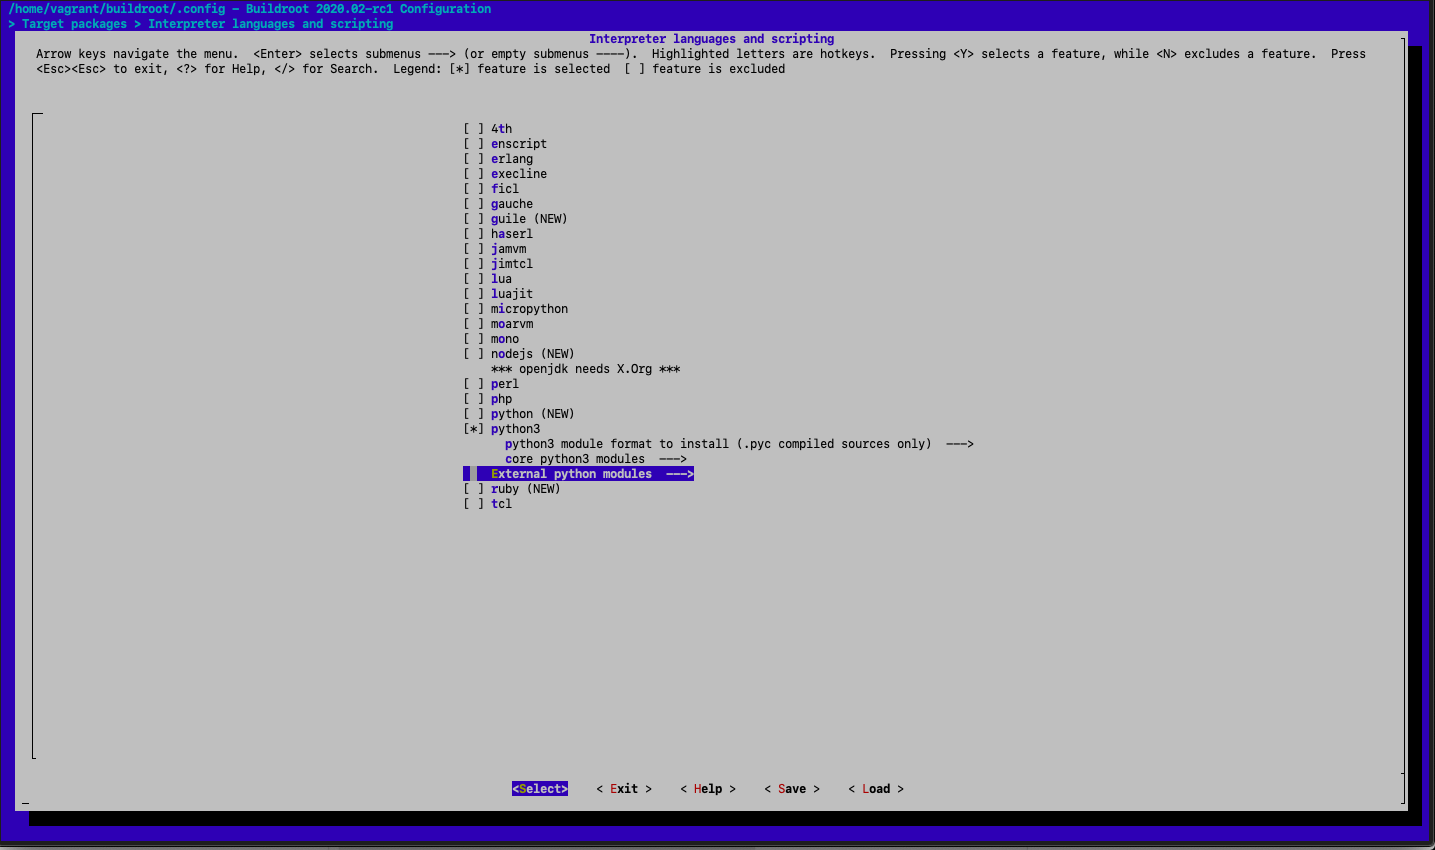 /home/vagrant/buildroot/.config - Buildroot 2020.02-rc1 Configuration
> Target packages > Interpreter languages and scripting
Interpreter languages and scripting
Arrow keys navigate the menu.  <Enter> selects submenus ---> (or empty submenus ----).  Highlighted letters are hotkeys.  Pressing <Y> selects a feature, while <N> excludes a feature.  Press
<Esc><Esc> to exit, <?> for Help, </> for Search.  Legend: [*] feature is selected  [ ] feature is excluded
[ ] 4th
[ ] enscript
[ ] erlang
[ ] execline
[ ] ficl
[ ] gauche
[ ] guile (NEW)
[ ] haserl
[ ] jamvm
[ ] jimtcl
[ ] lua
[ ] luajit
[ ] micropython
[ ] moarvm
[ ] mono
[ ] nodejs (NEW)
*** openjdk needs X.Org ***
[ ] perl
[ ] php
[ ] python (NEW)
[*] python3
python3 module format to install (.pyc compiled sources only)  --->
core python3 modules  --->
External python modules  --->
[ ] ruby (NEW)
[ ] tcl
<Select>    < Exit >    < Help >    < Save >    < Load >